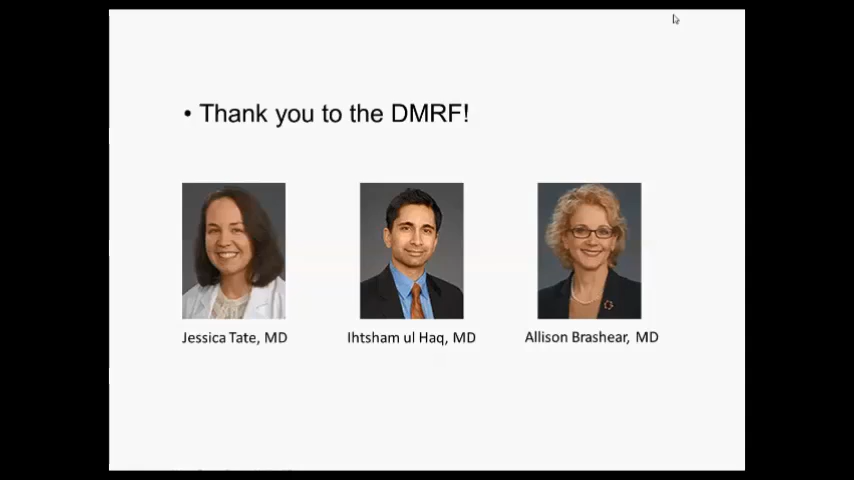 • Thank you to the DMRF!
Jessica Tate, MD
Ihtsham ul Haq, MD
Allison Brashear, MD